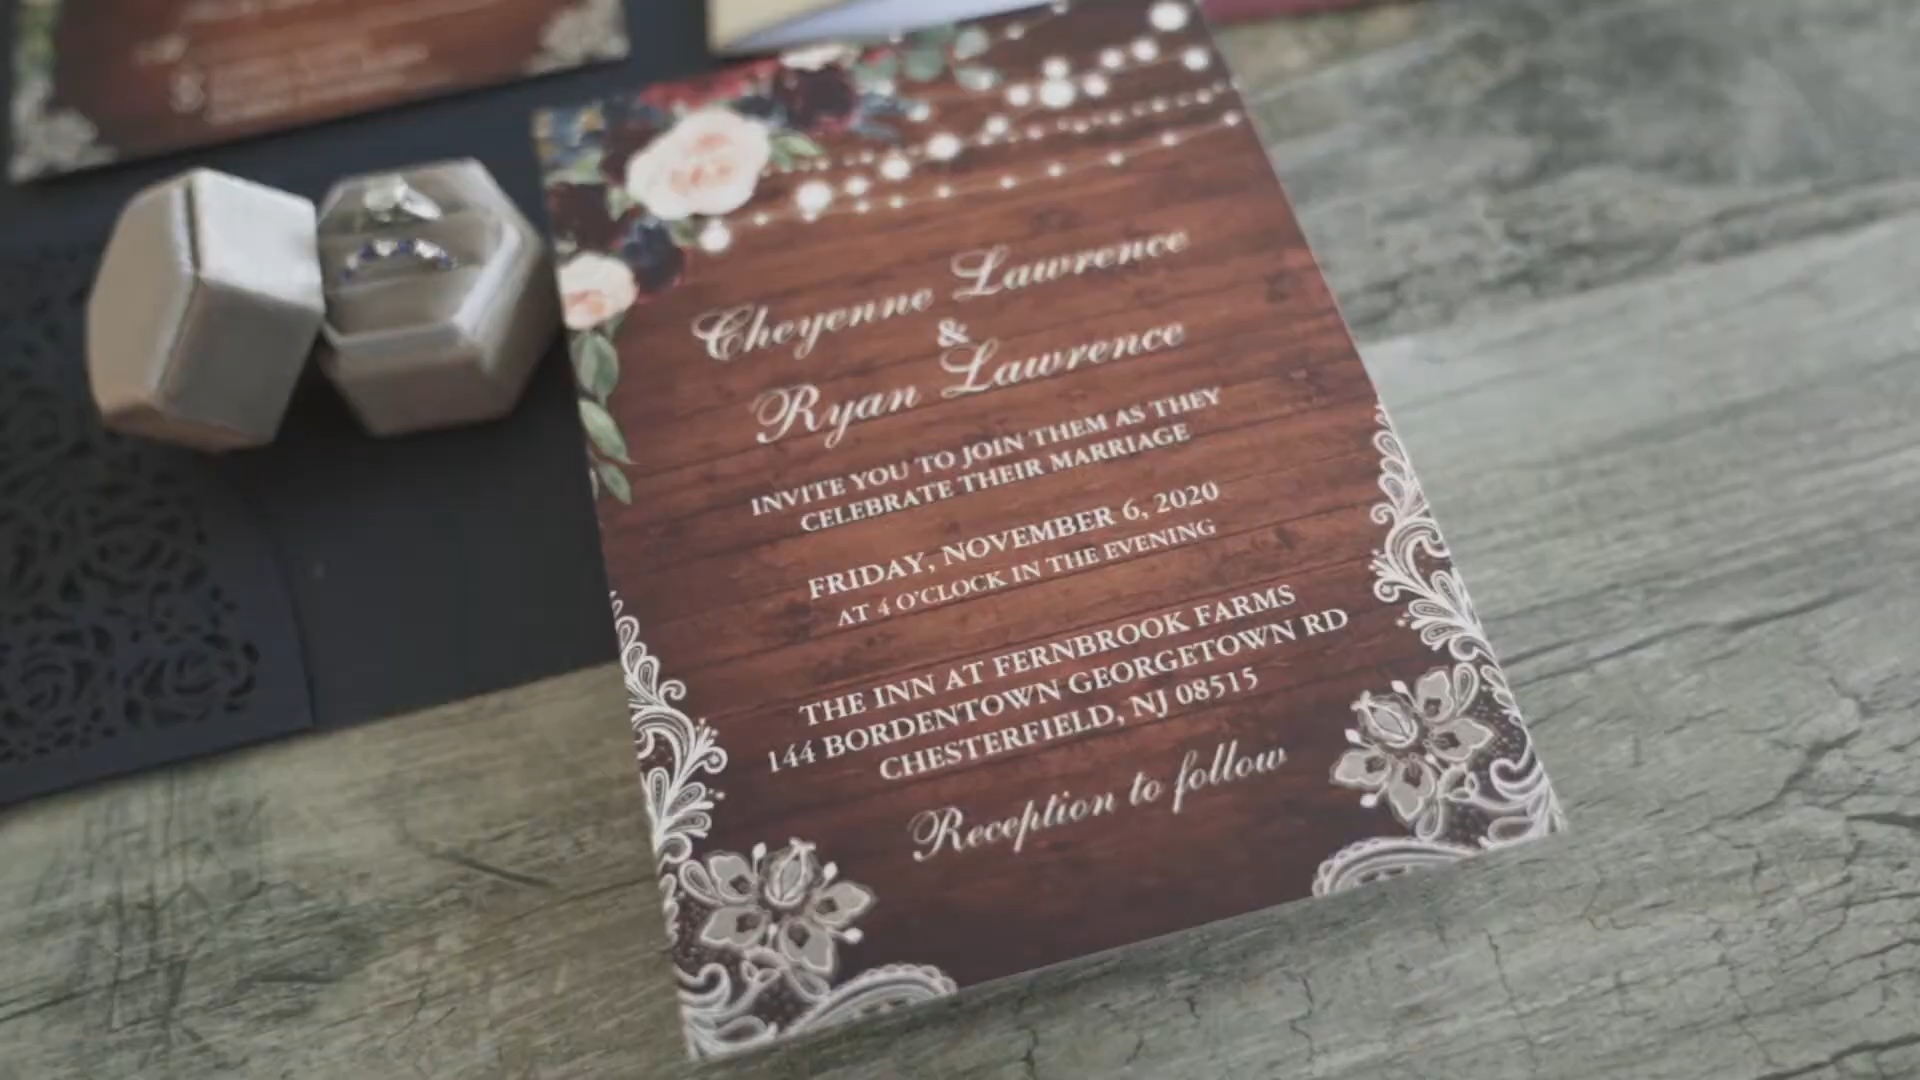 Cheyenne Lawrence
&
Ryan Lawrence
INVITE YOU TO JOIN THEM AS THEY
CELEBRATE THEIR MARRIAGE
FRIDAY, NOVEMBER 6, 2020
AT 4 O'CLOCK IN THE EVENING
THE INN AT FERNBROOK FARMS
144 BORDENTOWN GEORGETOWN RD
CHESTERFIELD, NJ 08515
Reception to follow